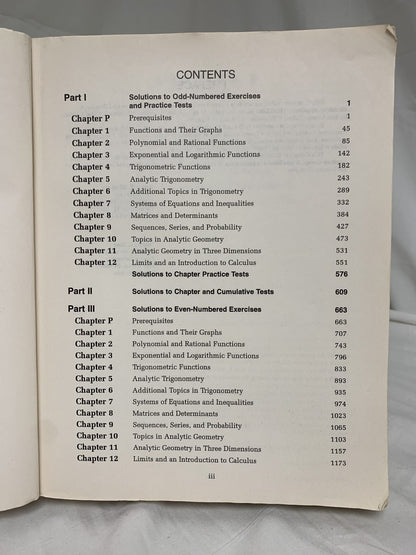 CONTENTS
Part I Solutions to Odd-Numbered Exercises
and Practice Tests 1
Chapter P Prerequisites 1
Chapter 1 Functions and Their Graphs 45
Chapter 2 Polynomial and Rational Functions 85
Chapter 3 Exponential and Logarithmic Functions 142
Chapter 4 Trigonometric Functions 182
Chapter 5 Analytic Trigonometry 243
Chapter 6 Additional Topics in Trigonometry 289
Chapter 7 Systems of Equations and Inequalities 332
Chapter 8 Matrices and Determinants 384
Chapter 9 Sequences, Series, and Probability 427
Chapter 10 Topics in Analytic Geometry 473
Chapter 11 Analytic Geometry in Three Dimensions 531
Chapter 12 Limits and an Introduction to Calculus 551
Solutions to Chapter Practice Tests 576
Part II Solutions to Chapter and Cumulative Tests 609
Part III Solutions to Even-Numbered Exercises 663
Chapter P Prerequisites 663
Chapter 1 Functions and Their Graphs 707
Chapter 2 Polynomial and Rational Functions 743
Chapter 3 Exponential and Logarithmic Functions 796
Chapter 4 Trigonometric Functions 833
Chapter 5 Analytic Trigonometry 893
Chapter 6 Additional Topics in Trigonometry 935
Chapter 7 Systems of Equations and Inequalities 974
Chapter 8 Matrices and Determinants 1023
Chapter 9 Sequences, Series, and Probability 1065
Chapter 10 Topics in Analytic Geometry 1103
Chapter 11 Analytic Geometry in Three Dimensions 1157
Chapter 12 Limits and an Introduction to Calculus 1173
iii